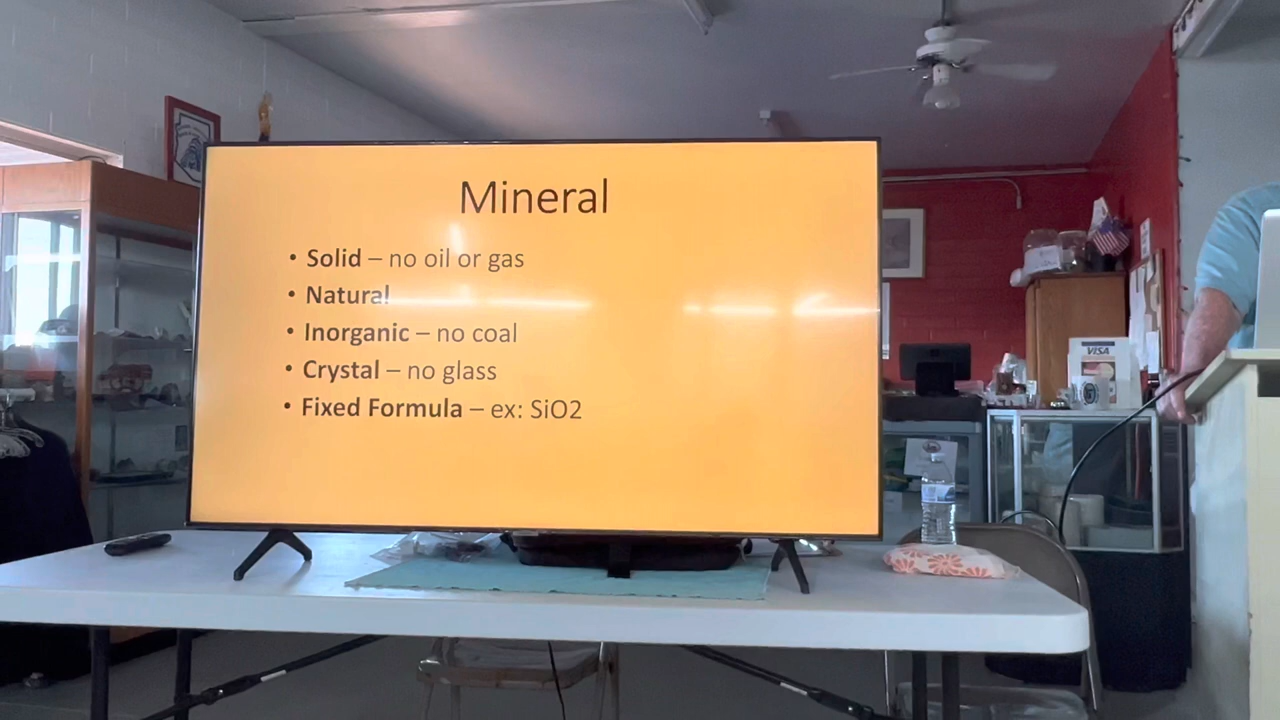 Mineral
• Solid – no oil or gas
• Natural
• Inorganic – no coal
• Crystal – no glass
• Fixed Formula – ex: SiO2
VISA